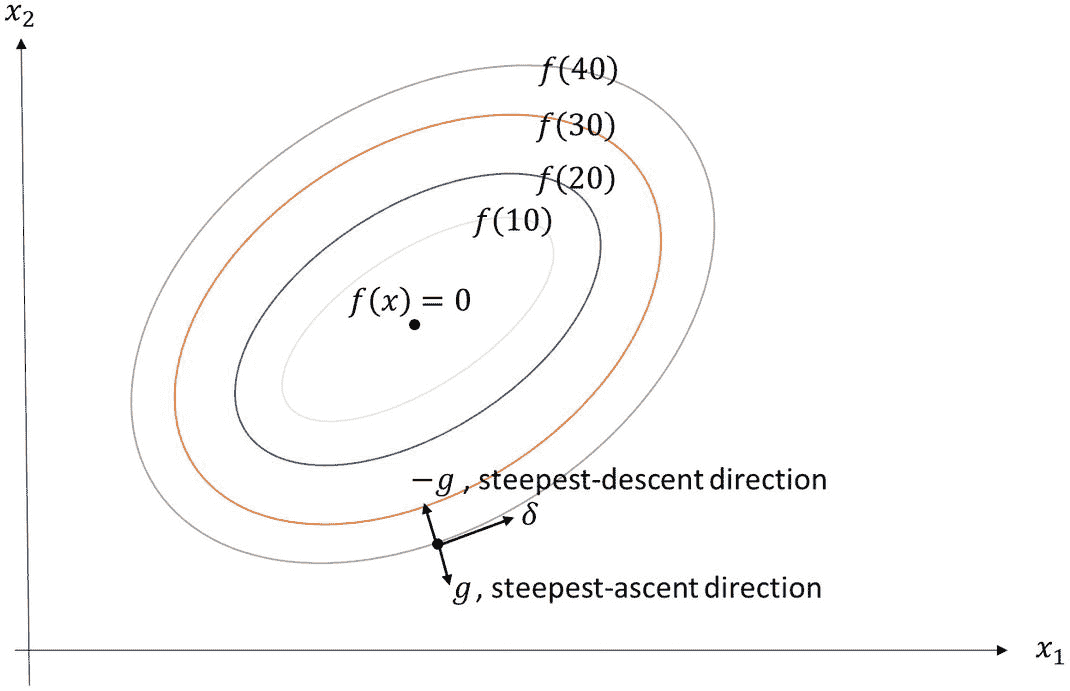 x₂
f(40)
f(30)
f(20)
f(10)
f(x) = 0
−g , steepest-descent direction
δ
g, steepest-ascent direction
x₁